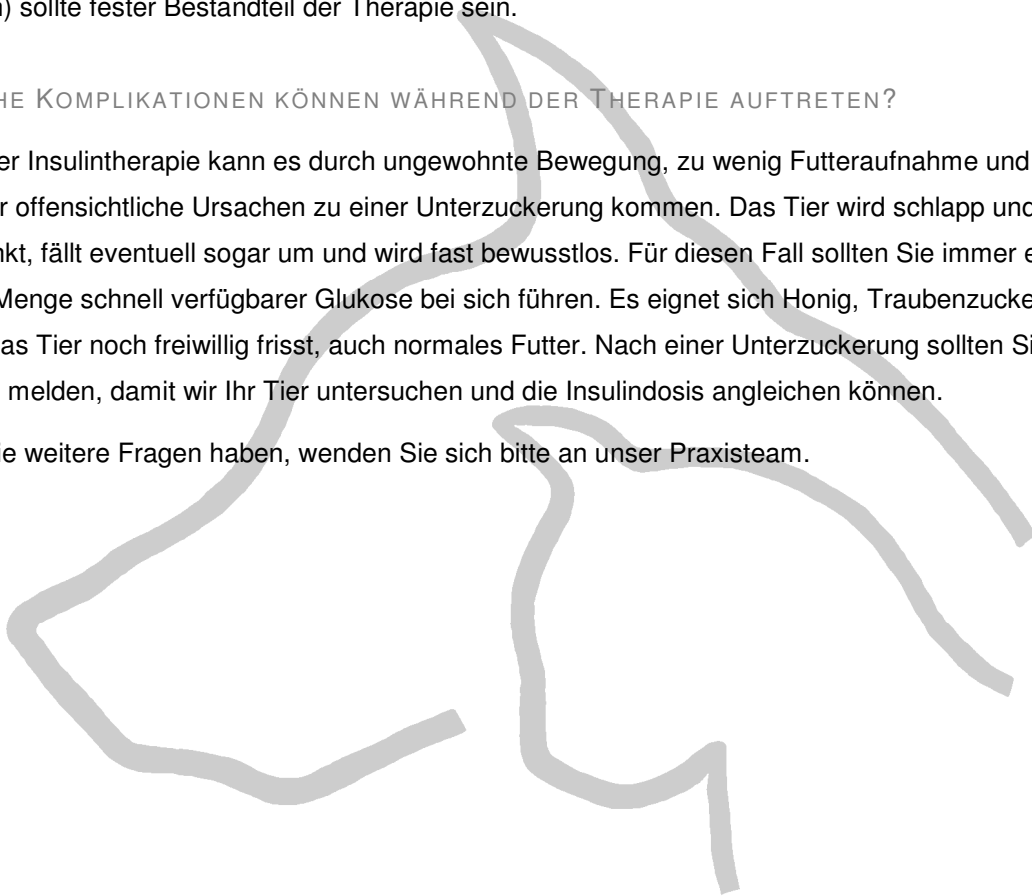 ) sollte fester Bestandteil der Therapie sein.
HE KOMPLIKATIONEN KÖNNEN WÄHREND DER THERAPIE AUFTRETEN?
er Insulintherapie kann es durch ungewohnte Bewegung, zu wenig Futteraufnahme und
r offensichtliche Ursachen zu einer Unterzuckerung kommen. Das Tier wird schlapp und
nkt, fällt eventuell sogar um und wird fast bewusstlos. Für diesen Fall sollten Sie immer e
Menge schnell verfügbarer Glukose bei sich führen. Es eignet sich Honig, Traubenzucke
as Tier noch freiwillig frisst, auch normales Futter. Nach einer Unterzuckerung sollten Si
melden, damit wir Ihr Tier untersuchen und die Insulindosis angleichen können.
ie weitere Fragen haben, wenden Sie sich bitte an unser Praxisteam.